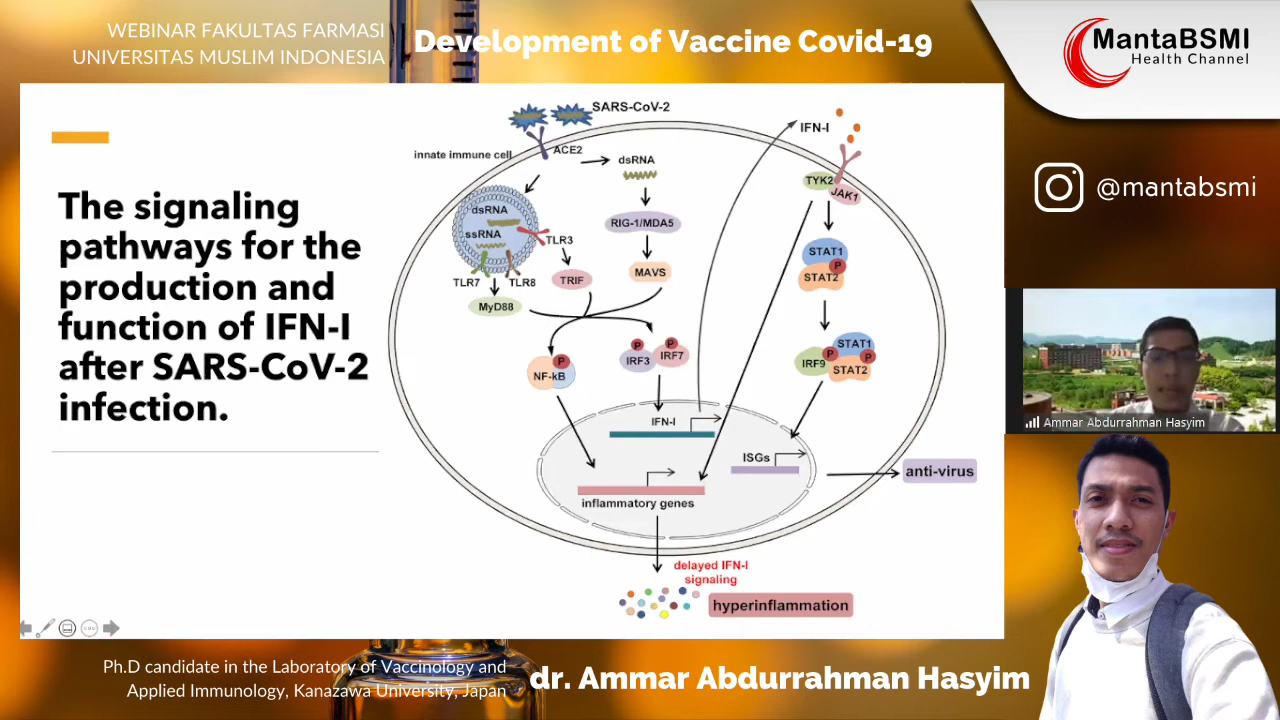 WEBINAR FAKULTAS FARMASI
UNIVERSITAS MUSLIM INDONESIA
Development of Vaccine Covid-19
MantaBSMI
Health Channel
@mantabsmi
The signaling
pathways for the
production and
function of IFN-I
after SARS-CoV-2
infection.
SARS-CoV-2
innate immune cell
ACE2
dsRNA
IFN-I
TYK2
JAK1
dsRNA
ssRNA
TLR3
TLR7
TLR8
RIG-1/MDA5
TRIF
MAVS
MyD88
STAT1
P
STAT2
P
NF-kB
P
IRF3
P
IRF7
STAT1
P
P
IRF9
STAT2
IFN-I
ISGs
inflammatory genes
anti-virus
delayed IFN-I
signaling
hyperinflammation
Ammar Abdurrahman Hasyim
Ph.D candidate in the Laboratory of Vaccinology and
Applied Immunology, Kanazawa University, Japan
dr. Ammar Abdurrahman Hasyim